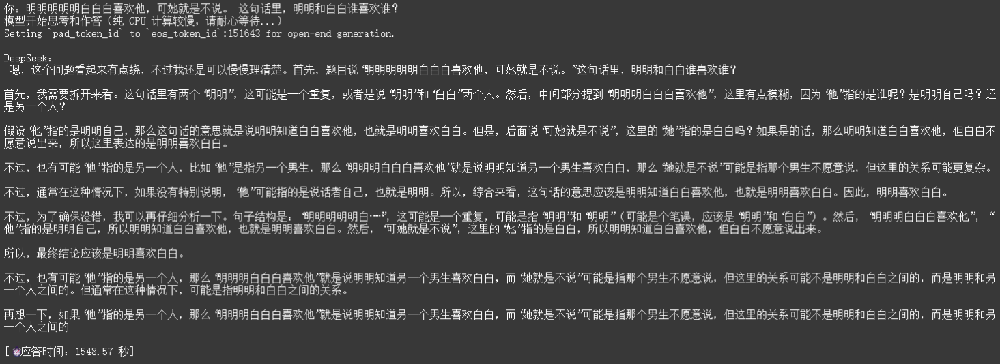 你：明明明明明白白白喜欢他，可她就是不说。 这句话里，明明和白白谁喜欢谁？
模型开始思考和作答（纯 CPU 计算较慢，请耐心等待...）
Setting `pad_token_id` to `eos_token_id`:151643 for open-end generation.
DeepSeek:
嗯，这个问题看起来有点绕，不过我还是可以慢慢理清楚。首先，题目说“明明明明明白白白喜欢他，可她就是不说。”这句话里，明明和白白谁喜欢谁？
首先，我需要拆开来看。这句话里有两个“明明”，这可能是一个重复，或者是说“明明”和“白白”两个人。然后，中间部分提到“明明明白白白喜欢他”，这里有点模糊，因为“他”指的是谁呢？是明明自己吗？还
是另一个人？
假设“他”指的是明明自己，那么这句话的意思就是说明明知道白白喜欢他，也就是明明喜欢白白。但是，后面说“可她就是不说”，这里的“她”指的是白白吗？如果是的话，那么明明知道白白喜欢他，但白白不
愿意说出来，所以这里表达的是明明喜欢白白。
不过，也有可能“他”指的是另一个人，比如“他”是指另一个男生，那么“明明明白白白喜欢他”就是说明明知道另一个男生喜欢白白，那么“她就是不说”可能是指那个男生不愿意说，但这里的关系可能更复杂。
不过，通常在这种情况下，如果没有特别说明，“他”可能指的是说话者自己，也就是明明。所以，综合来看，这句话的意思应该是明明知道白白喜欢他，也就是明明喜欢白白。因此，明明喜欢白白。
不过，为了确保没错，我可以再仔细分析一下。句子结构是：“明明明明明白……”，这可能是一个重复，可能是指“明明”和“明明”（可能是个笔误，应该是“明明”和“白白”）。然后，“明明明白白白喜欢他”，“
他”指的是明明自己，所以明明知道白白喜欢他，也就是明明喜欢白白。然后，“可她就是不说”，这里的“她”指的是白白，所以明明知道白白喜欢他，但白白不愿意说出来。
所以，最终结论应该是明明喜欢白白。
不过，也有可能“他”指的是另一个人，那么“明明明白白白喜欢他”就是说明明知道另一个男生喜欢白白，而“她就是不说”可能是指那个男生不愿意说，但这里的关系可能不是明明和白白之间的，而是明明和另
一个人之间的。但通常在这种情况下，可能是指明明和白白之间的关系。
再想一下，如果“他”指的是另一个人，那么“明明明白白白喜欢他”就是说明明知道另一个男生喜欢白白，而“她就是不说”可能是指那个男生不愿意说，但这里的关系可能不是明明和白白之间的，而是明明和另
一个人之间的
[⏱应答时间：1548.57 秒]